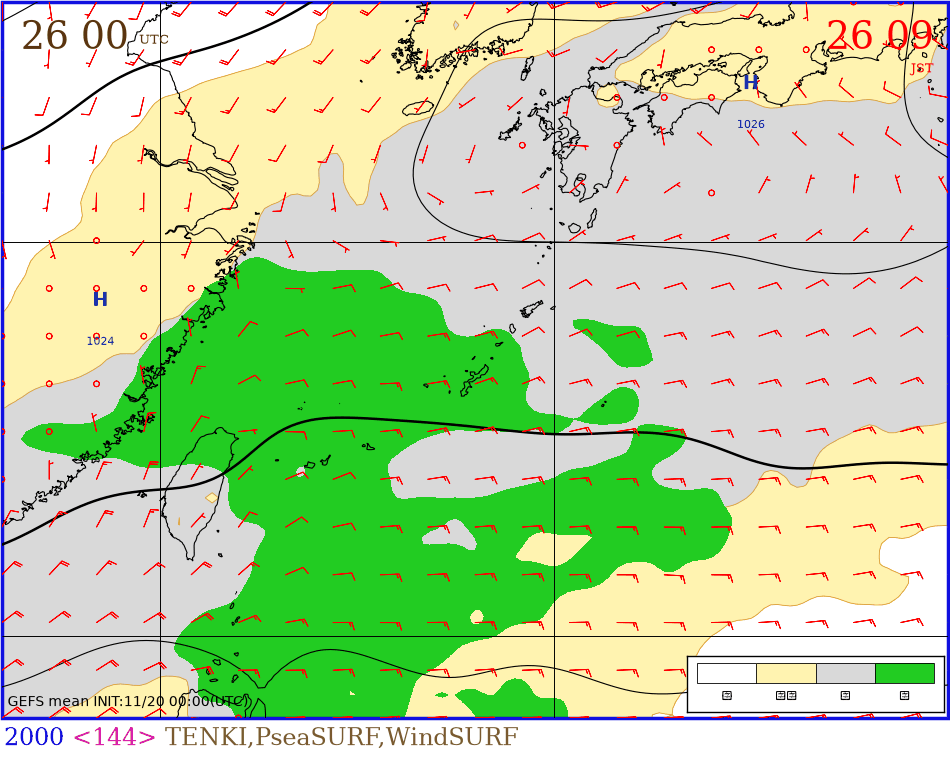 26 00 UTC
26 09
JST
H
1026
H
1024
GEFS mean INIT:11/20 00:00(UTC)
2000 <144> TENKI,PseaSURF,WindSURF